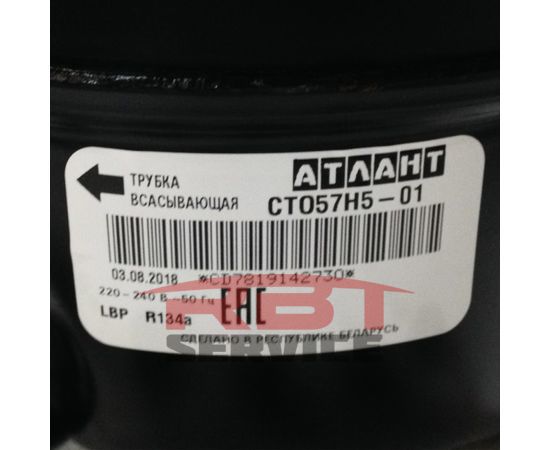 ТРУБКА
ВСАСЫВАЮЩАЯ
АТЛАНТ
СТО57Н5-01
03.08.2018 *CD7819142730*
220-240 В ~50 Гц
LBP R134a
EAC
СДЕЛАНО В РЕСПУБЛИКЕ БЕЛАРУСЬ
ABT
SERVICE